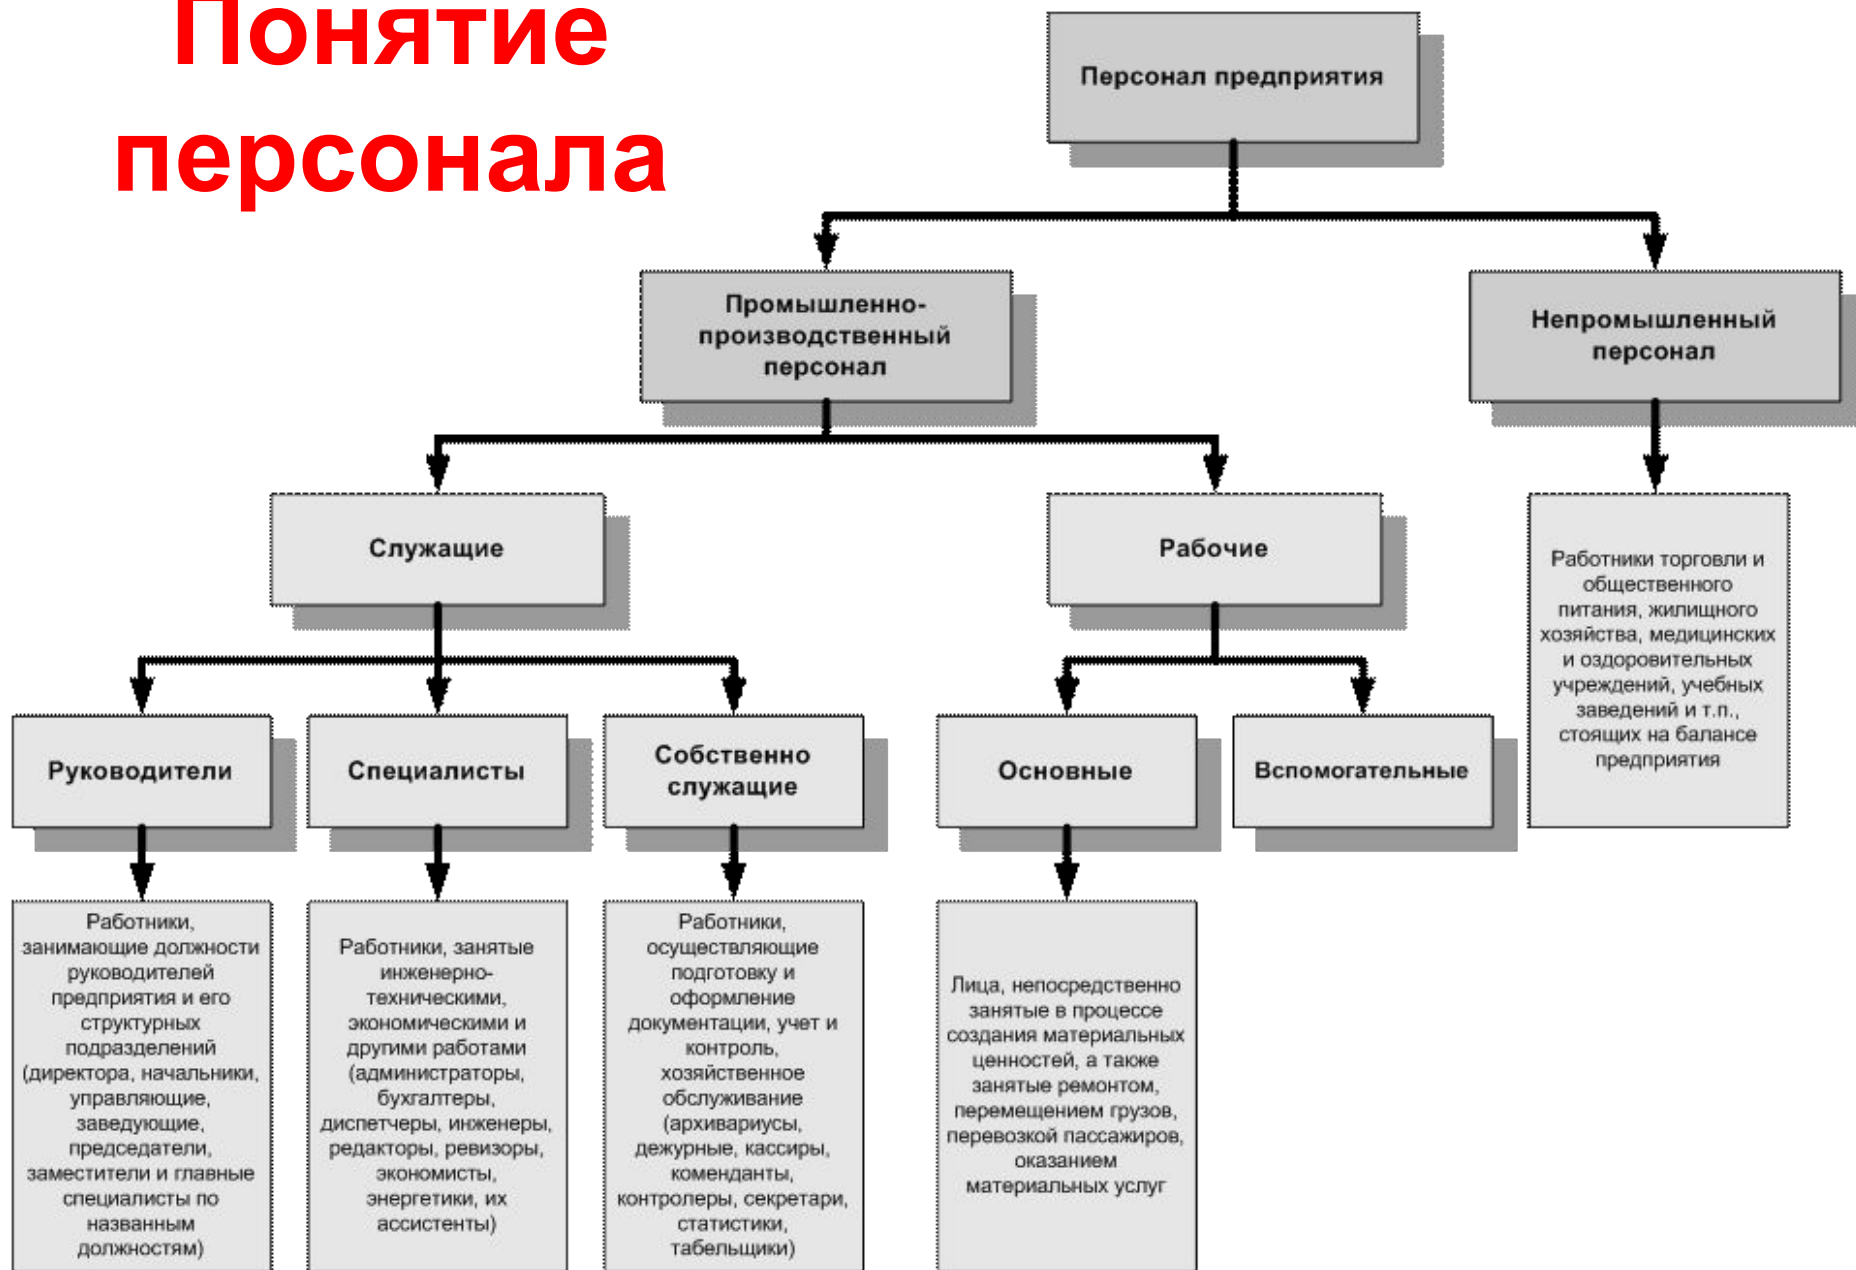 Понятие
персонала
Персонал предприятия
Промышленно-
производственный
персонал
Непромышленный
персонал
Служащие
Рабочие
Работники торговли и
общественного
питания, жилищного
хозяйства, медицинских
и оздоровительных
учреждений, учебных
заведений и т.п.,
стоящих на балансе
предприятия
Руководители
Специалисты
Собственно
служащие
Основные
Вспомогательные
Работники,
занимающие должности
руководителей
предприятия и его
структурных
подразделений
(директора, начальники,
управляющие,
заведующие,
председатели,
заместители и главные
специалисты по
названным
должностям)
Работники, занятые
инженерно-
техническими,
экономическими и
другими работами
(администраторы,
бухгалтеры,
диспетчеры, инженеры,
редакторы, ревизоры,
экономисты,
энергетики, их
ассистенты)
Работники,
осуществляющие
подготовку и
оформление
документации, учет и
контроль,
хозяйственное
обслуживание
(архивариусы,
дежурные, кассиры,
коменданты,
контролеры, секретари,
статистики,
табельщики)
Лица, непосредственно
занятые в процессе
создания материальных
ценностей, а также
занятые ремонтом,
перемещением грузов,
перевозкой пассажиров,
оказанием
материальных услуг